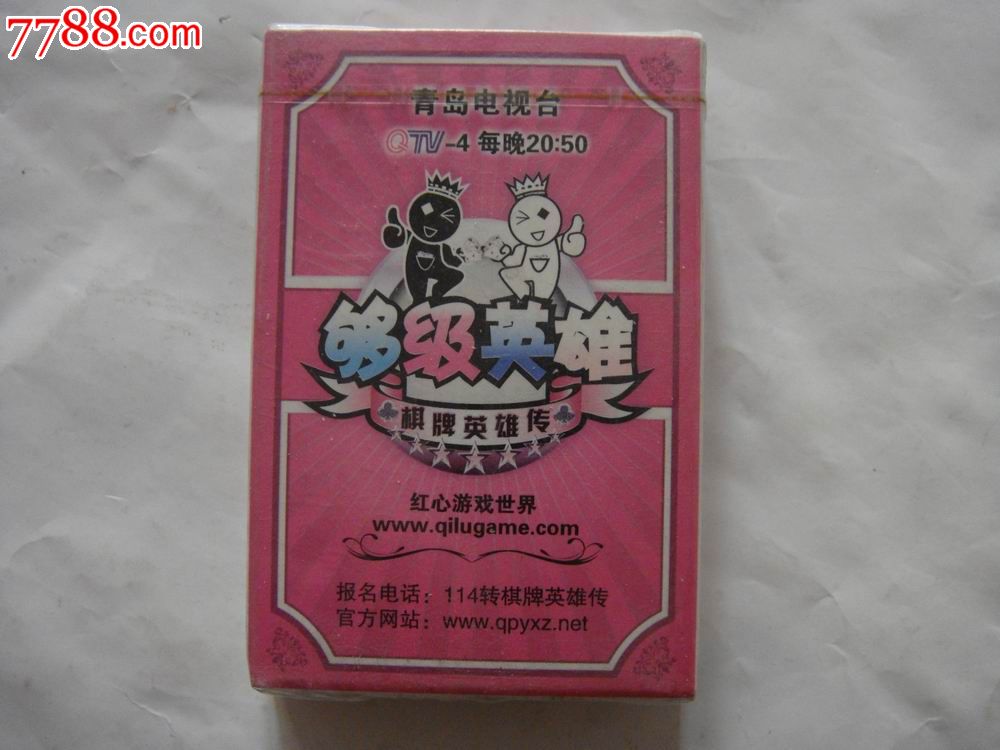 7788.com
青岛电视台
QTV-4 每晚20:50
够级英雄
棋牌英雄传
红心游戏世界
www.qilugame.com
报名电话：114转棋牌英雄传
官方网站：www.qpyxz.net